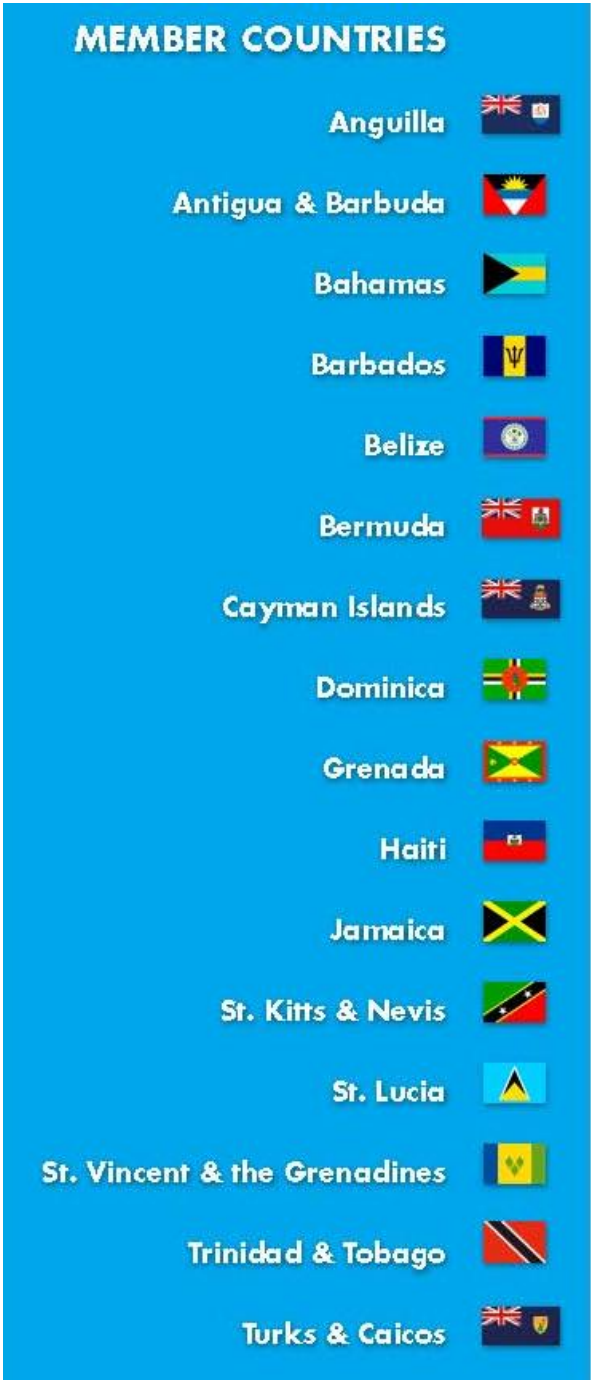 MEMBER COUNTRIES
Anguilla
Antigua & Barbuda
Bahamas
Barbados
Belize
Bermuda
Cayman Islands
Dominica
Grenada
Haiti
Jamaica
St. Kitts & Nevis
St. Lucia
St. Vincent & the Grenadines
Trinidad & Tobago
Turks & Caicos